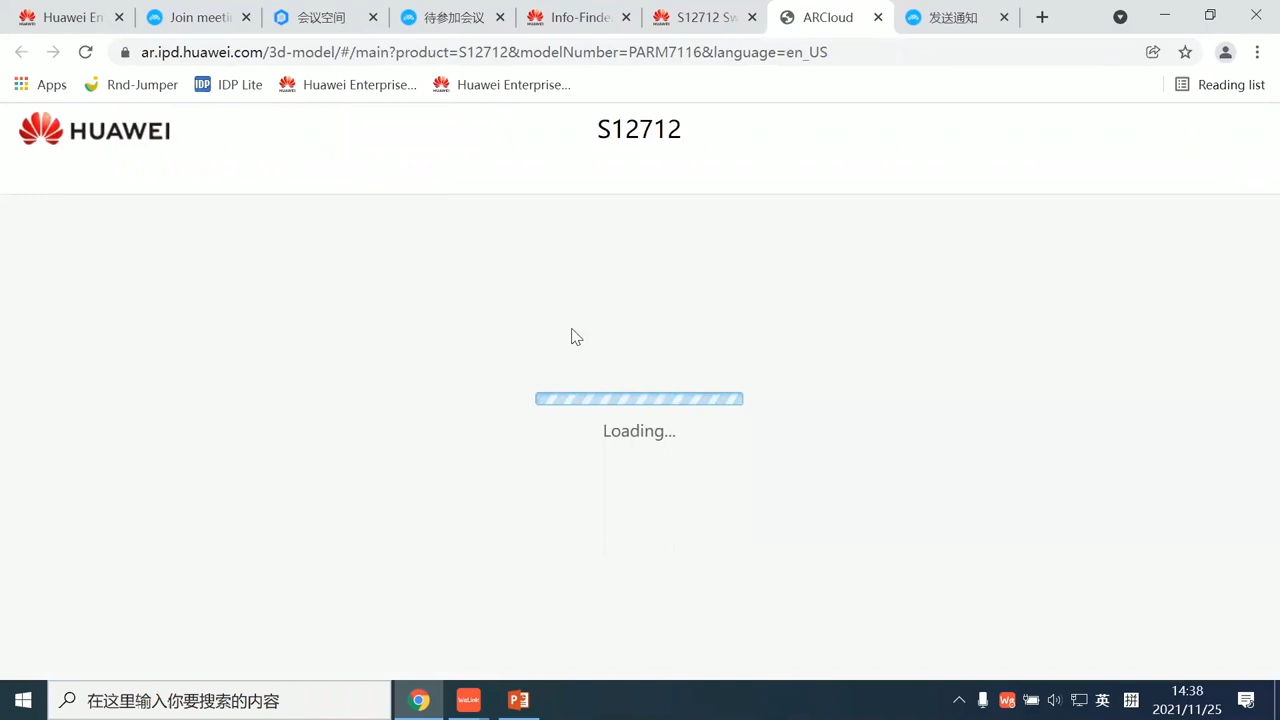 Huawei En
Join meeti
会议空间
待参加会议
Info-Finde
S12712 Sw
ARCloud
发送通知
ar.ipd.huawei.com/3d-model/#/main?product=S12712&modelNumber=PARM7116&language=en_US
Apps
Rnd-Jumper
IDP
IDP Lite
Huawei Enterprise...
Huawei Enterprise...
Reading list
HUAWEI
S12712
Loading...
在这里输入你要搜索的内容
WeLink
英
拼
14:38
2021/11/25